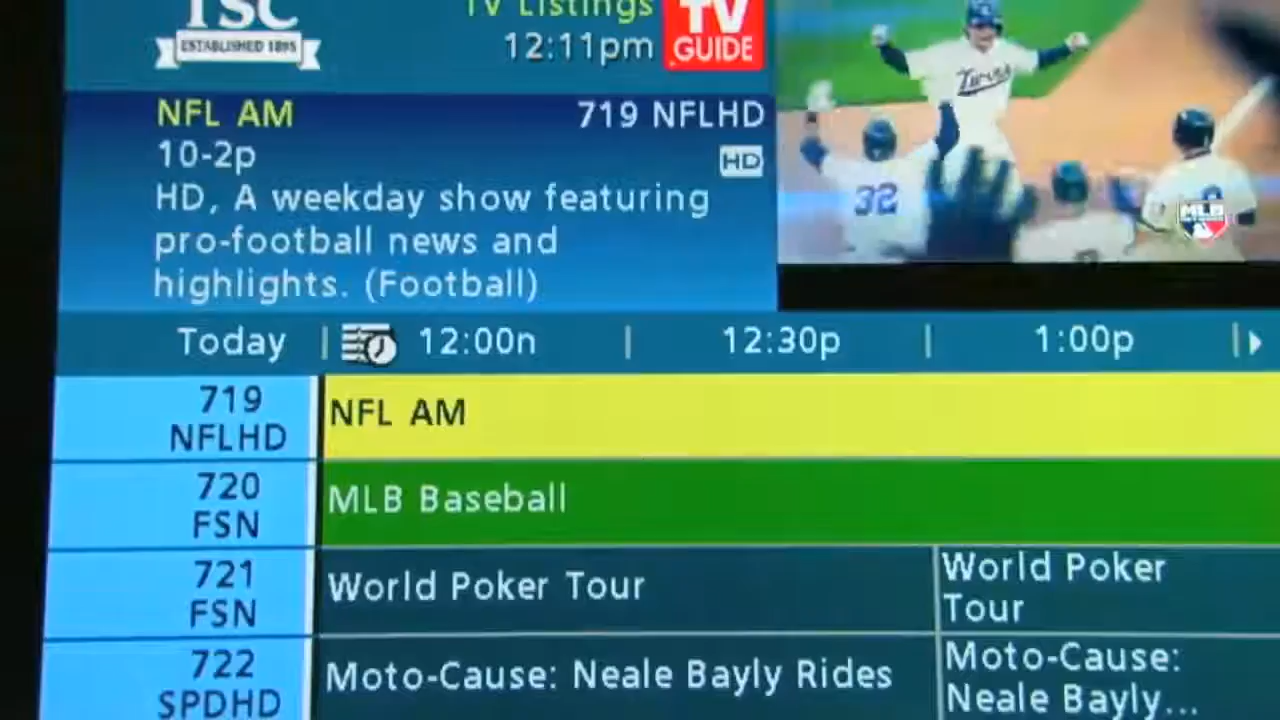 TSC
TV Listings
ESTABLISHED 1895
12:11pm
TV
GUIDE
NFL AM
719 NFLHD
10-2p
HD
HD, A weekday show featuring
pro-football news and
highlights. (Football)
Twins
32
MLB
Today
12:00n
12:30p
1:00p
719
NFLHD
NFL AM
720
FSN
MLB Baseball
721
FSN
World Poker Tour
World Poker
Tour
722
SPDHD
Moto-Cause: Neale Bayly Rides
Moto-Cause:
Neale Bayly...